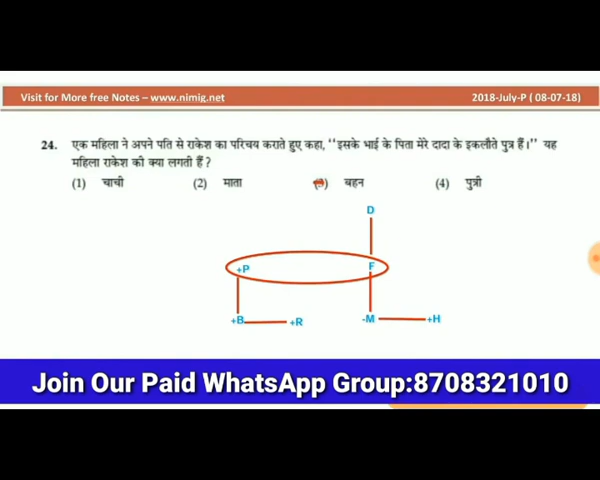 Visit for More free Notes – www.nimig.net 2018-July-P ( 08-07-18)
24. एक महिला ने अपने पति से राकेश का परिचय कराते हुए कहा, ''इसके भाई के पिता मेरे दादा के इकलौते पुत्र हैं।'' यह
महिला राकेश की क्या लगती हैं ?
(1) चाची (2) माता (3) बहन (4) पुत्री
D
+P F
+B +R -M +H
Join Our Paid WhatsApp Group:8708321010